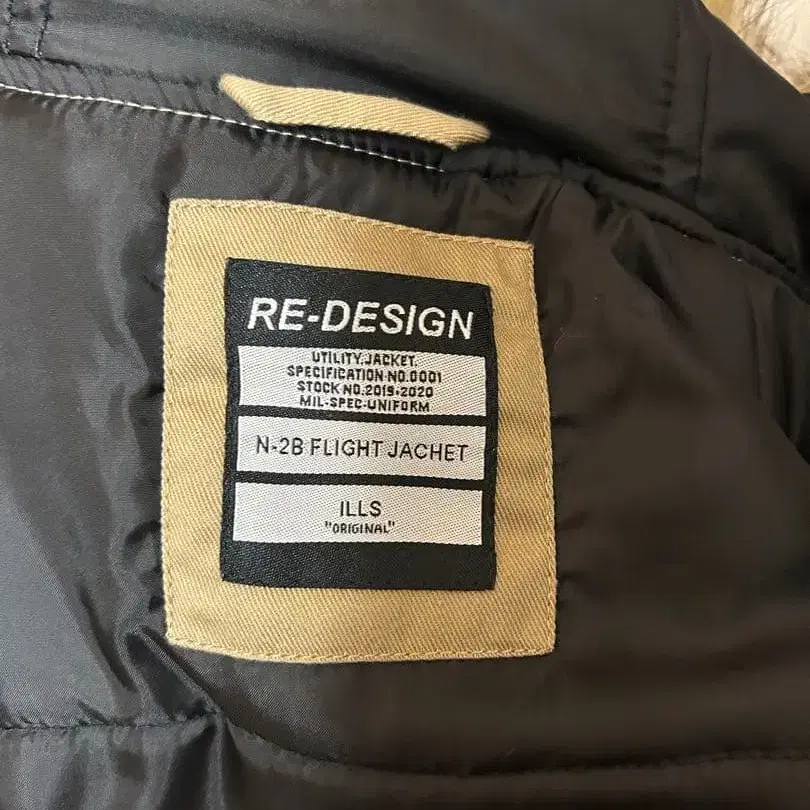 RE-DESIGN
UTILITY.JACKET.
SPECIFICATION NO.0001
STOCK NO.2019-2020
MIL-SPEC-UNIFORM
N-2B FLIGHT JACHET
ILLS
"ORIGINAL"